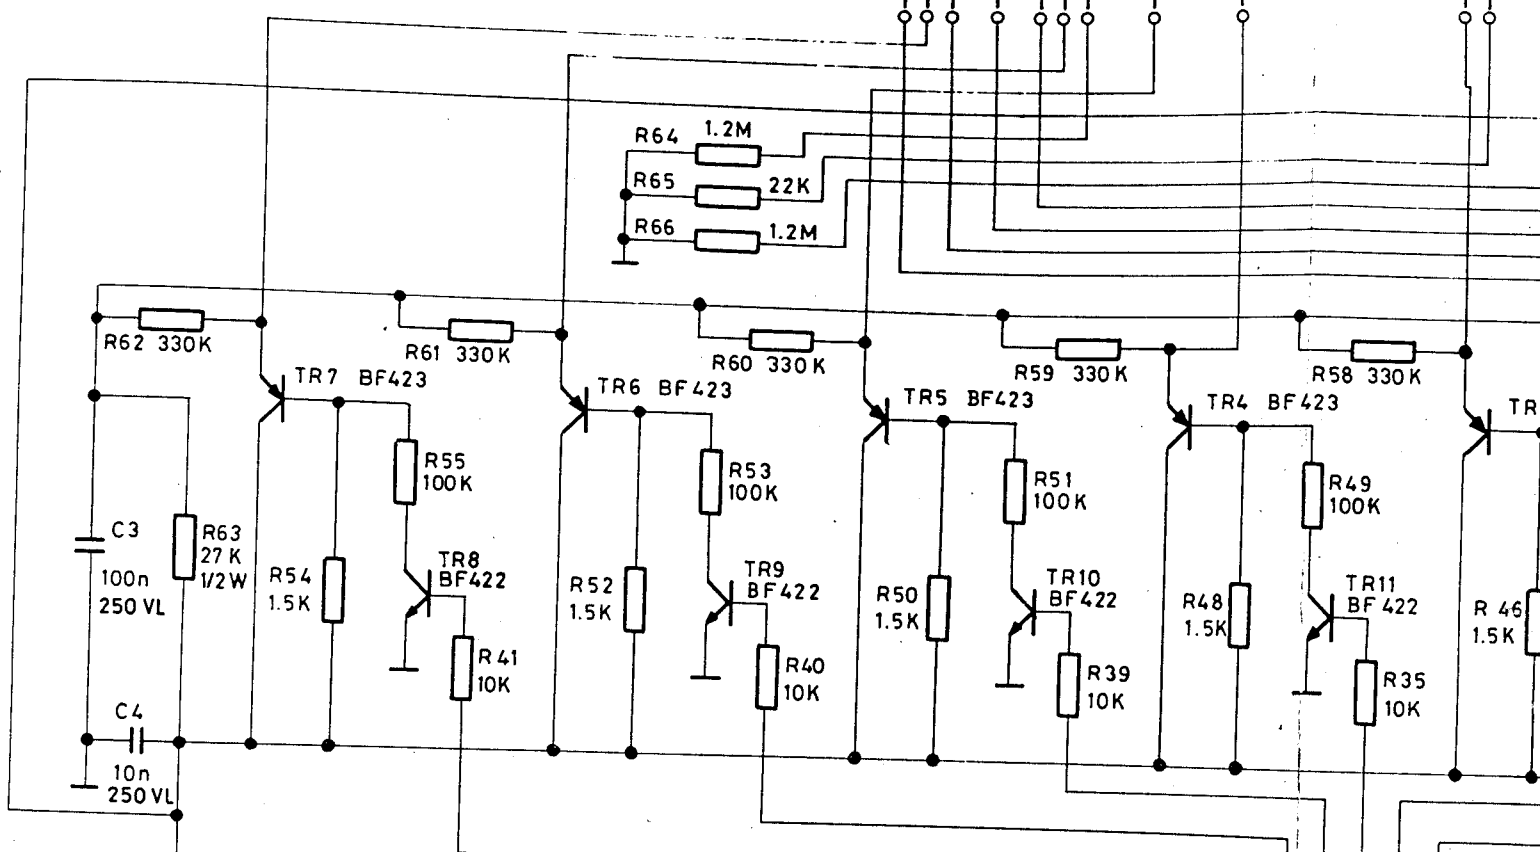 R64 1.2M
R65 22K
R66 1.2M
R62 330K
R61 330K
R60 330K
R59 330K
R58 330K
TR7 BF423
TR6 BF423
TR5 BF423
TR4 BF423
TR
R55
100K
R53
100K
R51
100K
R49
100K
C3
100n
250 VL
R63
27 K
1/2W
R54
1.5K
TR8
BF422
R52
1.5K
TR9
BF422
R50
1.5K
TR10
BF422
R48
1.5K
TR11
BF 422
R 46
1.5K
R41
10K
R40
10K
R39
10K
R35
10K
C4
10n
250 VL